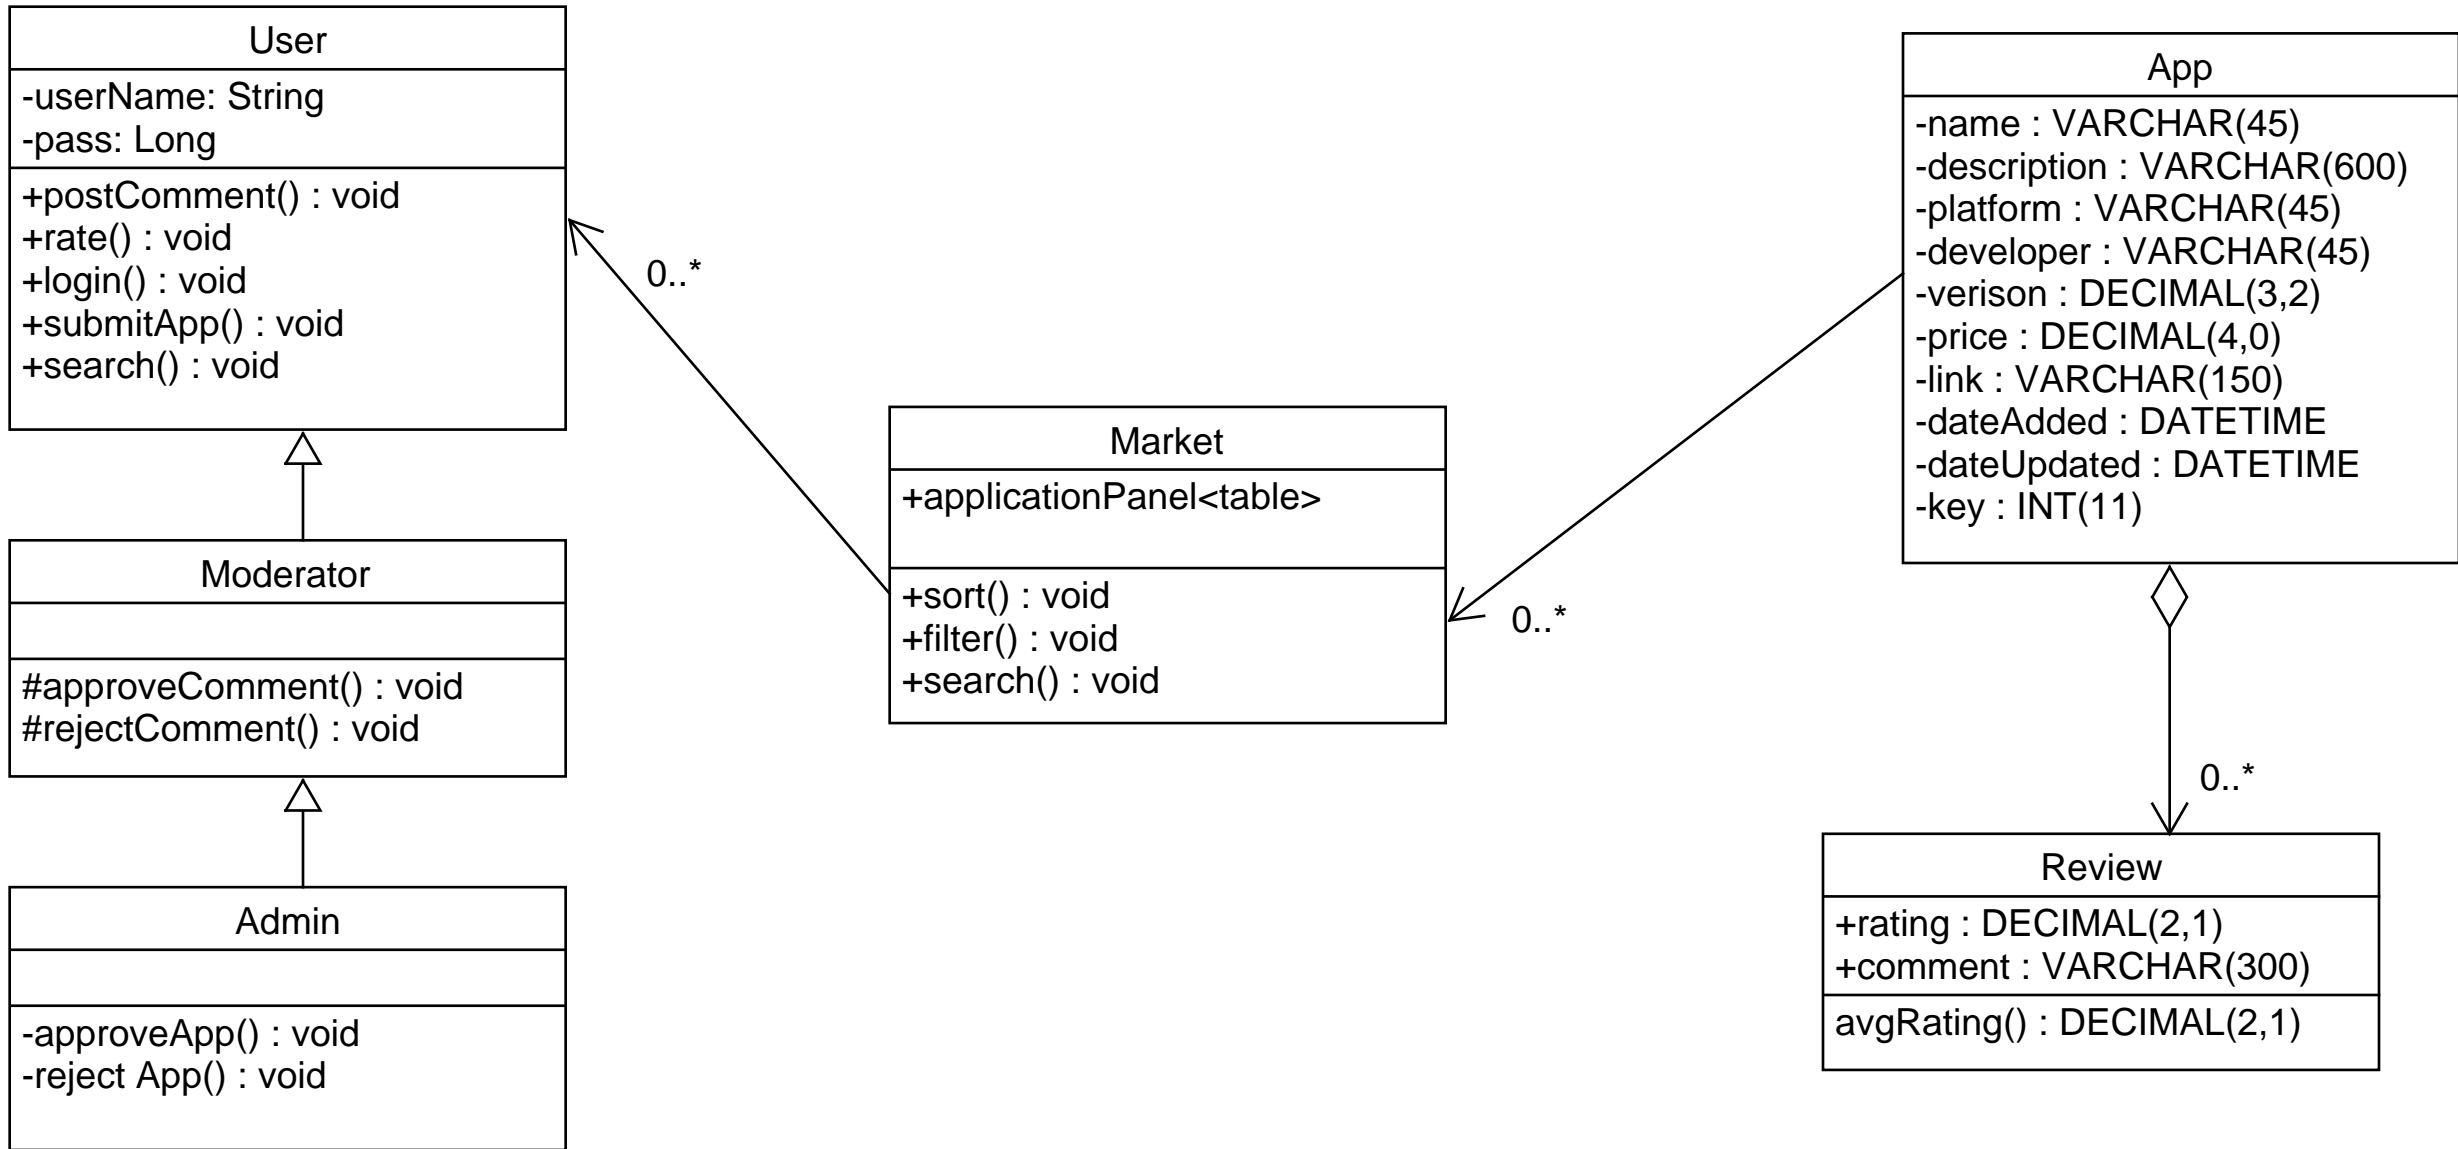 User
-userName: String
-pass: Long
+postComment() : void
+rate() : void
+login() : void
+submitApp() : void
+search() : void
0..*
Moderator
#approveComment() : void
#rejectComment() : void
Admin
-approveApp() : void
-reject App() : void
Market
+applicationPanel<table>
+sort() : void
+filter() : void
+search() : void
0..*
App
-name : VARCHAR(45)
-description : VARCHAR(600)
-platform : VARCHAR(45)
-developer : VARCHAR(45)
-verison : DECIMAL(3,2)
-price : DECIMAL(4,0)
-link : VARCHAR(150)
-dateAdded : DATETIME
-dateUpdated : DATETIME
-key : INT(11)
0..*
Review
+rating : DECIMAL(2,1)
+comment : VARCHAR(300)
avgRating() : DECIMAL(2,1)